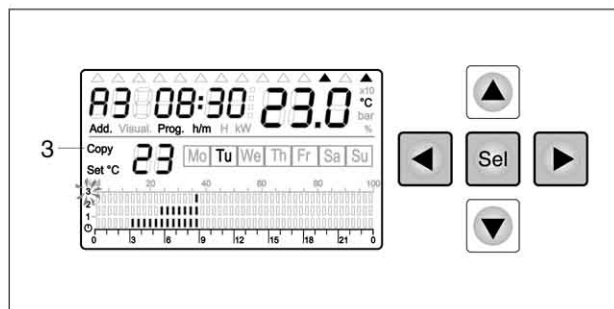 x10
A3 08:30 23.0 °C
bar
Add. Visual. Prog. h/m H kW %
3 Copy
Set °C 23 Mo Tu We Th Fr Sa Su
20 40 60 80 100
3
2
1
0 3 6 9 12 15 18 21 0
Sel